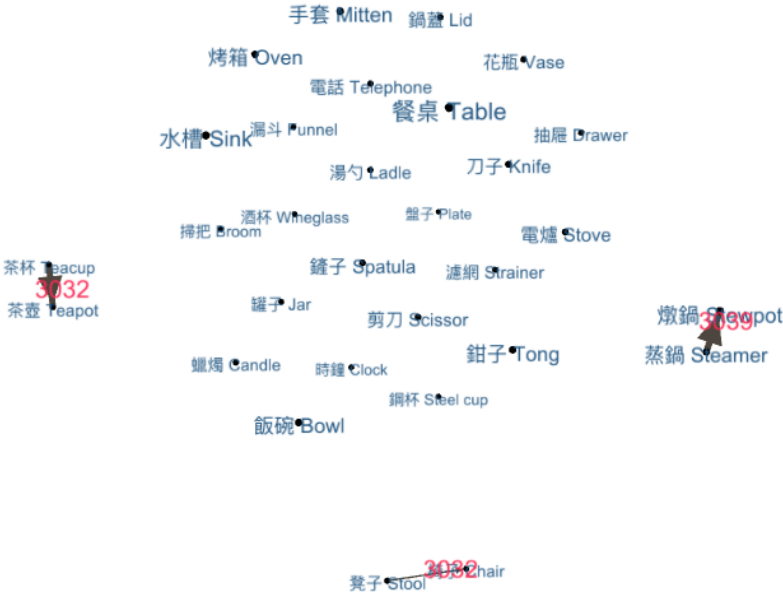 手套 Mitten
鍋蓋 Lid
烤箱 Oven
花瓶 Vase
電話 Telephone
餐桌 Table
水槽 Sink
漏斗 Funnel
抽屜 Drawer
湯勺 Ladle
刀子 Knife
酒杯 Wineglass
盤子 Plate
掃把 Broom
電爐 Stove
茶杯 Teacup
鏟子 Spatula
濾網 Strainer
3032
茶壺 Teapot
罐子 Jar
剪刀 Scissor
燉鍋 Stewpot
3039
蒸鍋 Steamer
鉗子 Tong
蠟燭 Candle
時鐘 Clock
鋼杯 Steel cup
飯碗 Bowl
3032
Chair
凳子 Stool